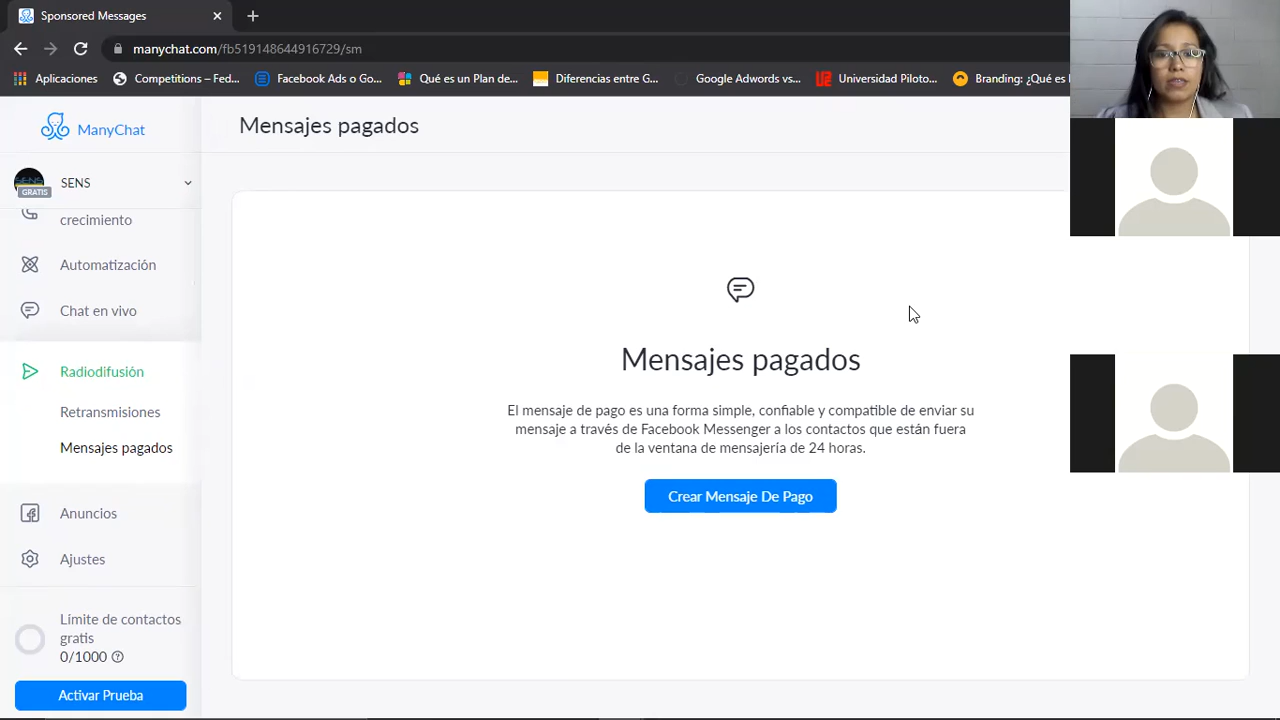 Sponsored Messages
manychat.com/fb519148644916729/sm
Aplicaciones
Competitions – Fed...
Facebook Ads o Go...
Qué es un Plan de...
Diferencias entre G...
Google Adwords vs...
Universidad Piloto...
Branding: ¿Qué es
ManyChat
Mensajes pagados
SENS
GRATIS
SENS
crecimiento
Automatización
Chat en vivo
Radiodifusión
Retransmisiones
Mensajes pagados
Anuncios
Ajustes
Límite de contactos
gratis
0/1000
Activar Prueba
Mensajes pagados
El mensaje de pago es una forma simple, confiable y compatible de enviar su
mensaje a través de Facebook Messenger a los contactos que están fuera
de la ventana de mensajería de 24 horas.
Crear Mensaje De Pago